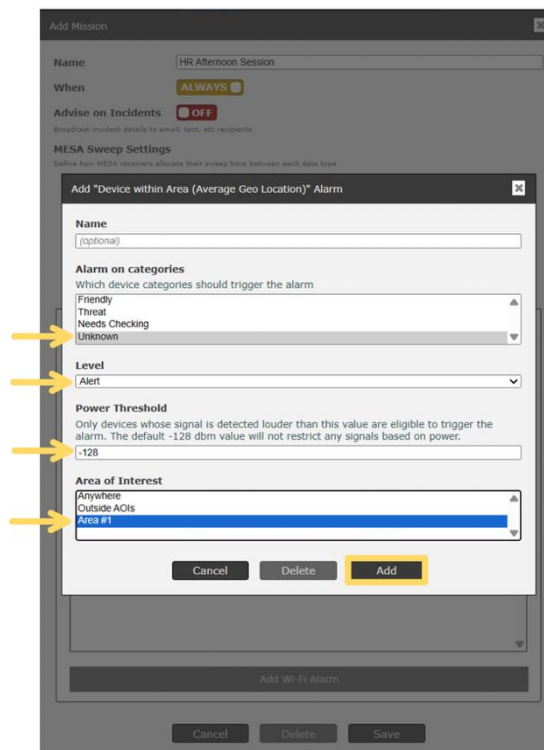 Add Mission
Name
HR Afternoon Session
When
ALWAYS
Advise on Incidents
OFF
Broadcast incident details to email, text, etc recipients
MESA Sweep Settings
Define how MESA receivers allocate their sweep time between each data type
Add "Device within Area (Average Geo Location)" Alarm
Name
(optional)
Alarm on categories
Which device categories should trigger the alarm
Friendly
Threat
Needs Checking
Unknown
Level
Alert
Power Threshold
Only devices whose signal is detected louder than this value are eligible to trigger the
alarm. The default -128 dbm value will not restrict any signals based on power.
-128
Area of Interest
Anywhere
Outside AOIs
Area #1
Cancel
Delete
Add
Add Wi-Fi Alarm
Cancel
Delete
Save